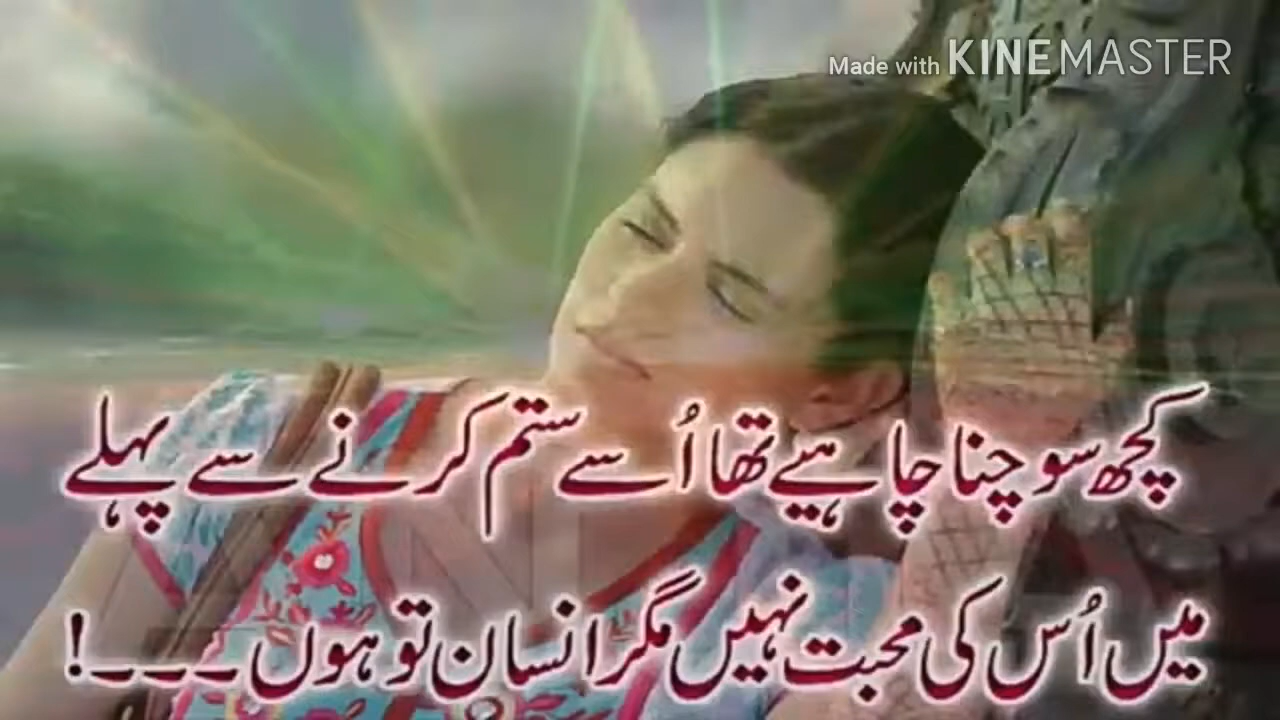 Made with KINEMASTER
کچھ سوچنا چاہیے تھا اُسے ستم کرنے سے پہلے
میں اُس کی محبت نہیں مگر انسان تو ہوں ۔۔۔۔!